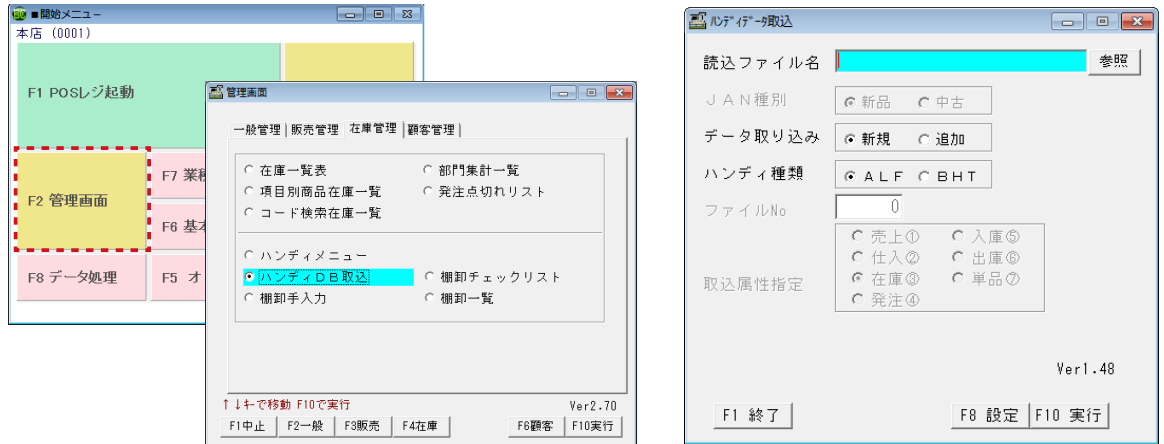 ■開始メニュー
本店 (0001)
F1 POSレジ起動
F2 管理画面
F7 業種
F6 基本
F8 データ処理
F5 オ
管理画面
一般管理 販売管理 在庫管理 顧客管理
在庫一覧表 部門集計一覧
項目別商品在庫一覧 発注点切れリスト
コード検索在庫一覧
ハンディメニュー
ハンディDB取込 棚卸チェックリスト
棚卸手入力 棚卸一覧
↑↓キーで移動 F10で実行 Ver2.70
F1中止 F2一般 F3販売 F4在庫 F6顧客 F10実行
ハンディデータ取込
読込ファイル名 参照
JAN種別 新品 中古
データ取り込み 新規 追加
ハンディ種類 ALF BHT
ファイルNo 0
取込属性指定
売上① 入庫⑤
仕入② 出庫⑥
在庫③ 単品⑦
発注④
Ver1.48
F1 終了 F8 設定 F10 実行